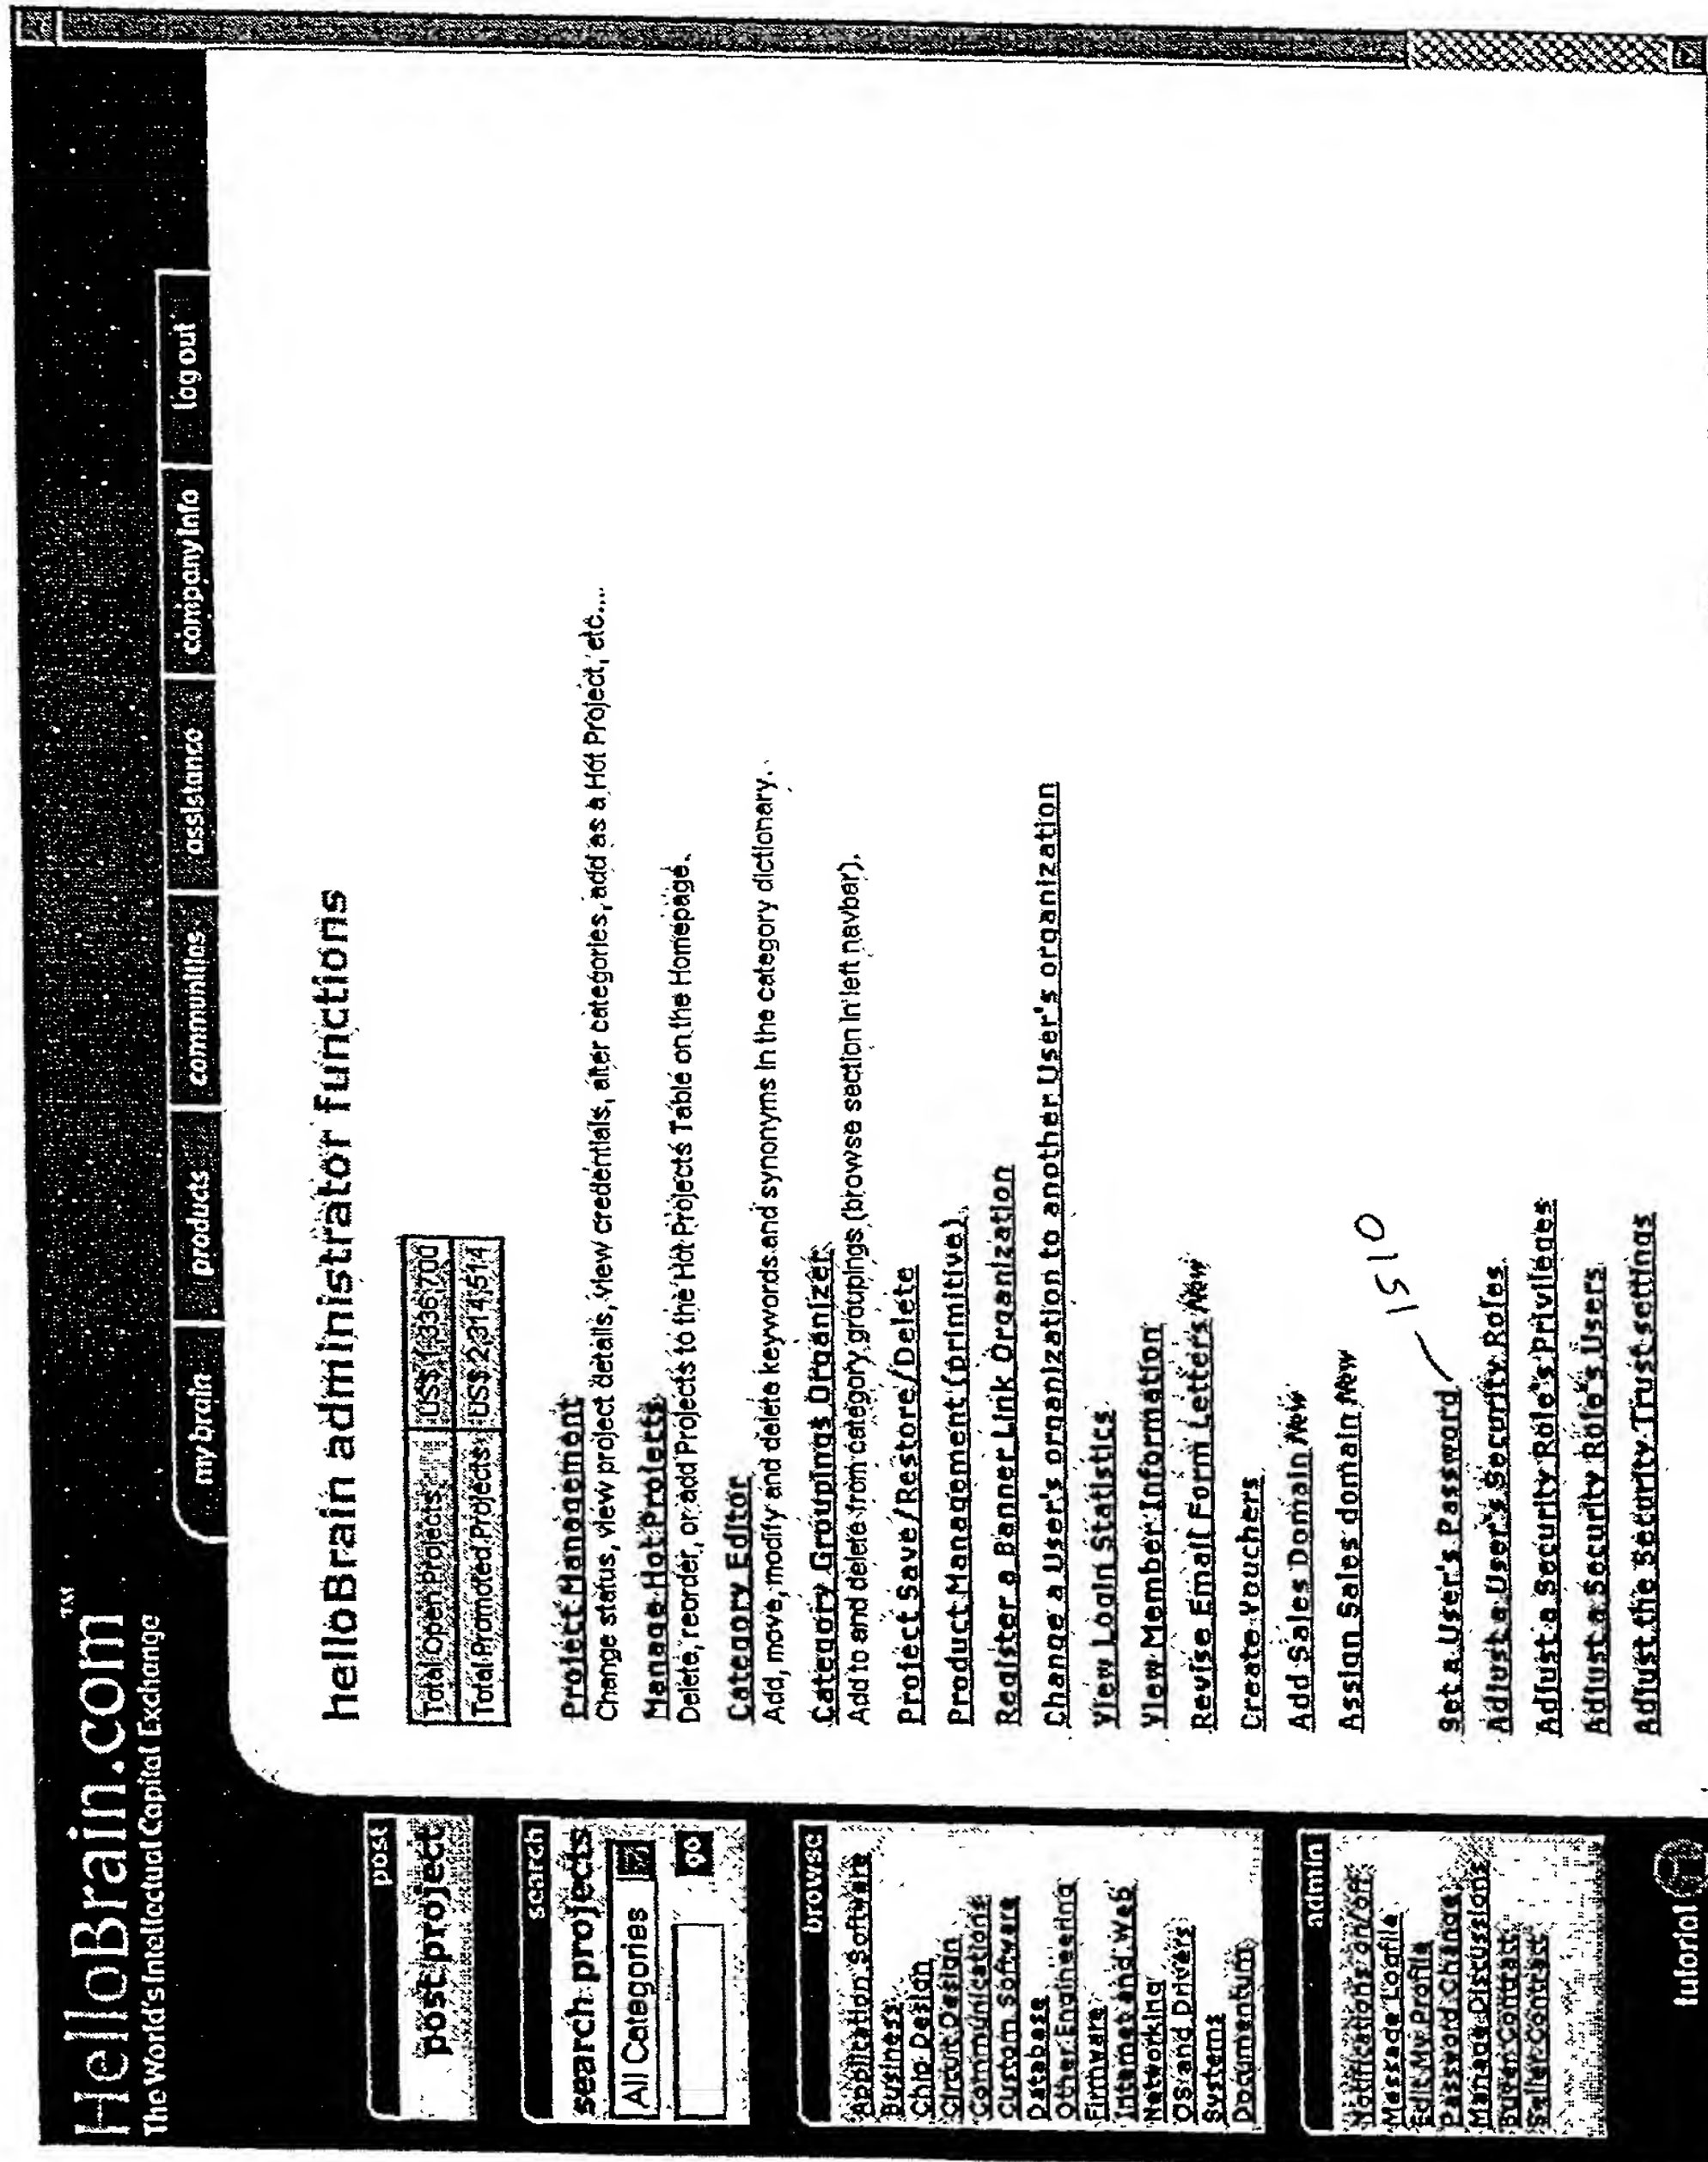 HelloBrain.com™
The World's Intellectual Capital Exchange
my brain products communities assistance company info log out
post
post project
search
search projects
All Categories
go
browse
Application Software
Business
Chip Design
Circuit Design
Communications
Custom Software
Database
Other Engineering
Firmware
Internet and Web
Networking
OS and Drivers
Systems
Documentum
admin
Notifications on/off
Message Logfile
Edit My Profile
Password Change
Manage Discussions
Buyer Contract
Seller Contract
tutorial
helloBrain administrator functions
Total Open Projects US$ 1,336,700
Total Promoted Projects US$ 2,314,514
Project Management
Change status, view project details, view credentials, alter categories, add as a Hot Project, etc....
Manage Hot Projects
Delete, reorder, or add Projects to the Hot Projects Table on the Homepage.
Category Editor
Add, move, modify and delete keywords and synonyms in the category dictionary.
Category Groupings Organizer
Add to and delete from category groupings (browse section in left navbar).
Project Save/Restore/Delete
Product Management (primitive)
Register a Banner Link Organization
Change a User's organization to another User's organization
View Login Statistics
View Member Information
Revise Email Form Letters New
Create Vouchers
Add Sales Domain New
Assign Sales domain New
Set a User's Password 1510
Adjust a User's Security Roles
Adjust a Security Role's Privileges
Adjust a Security Role's Users
Adjust the Security Trust settings